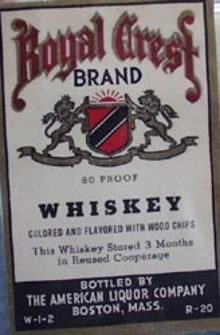 Royal Crest
BRAND
80 PROOF
WHISKEY
COLORED AND FLAVORED WITH WOOD CHIPS
This Whiskey Stored 3 Months
in Reused Cooperage
BOTTLED BY
THE AMERICAN LIQUOR COMPANY
BOSTON, MASS.
W-1-2 R-20